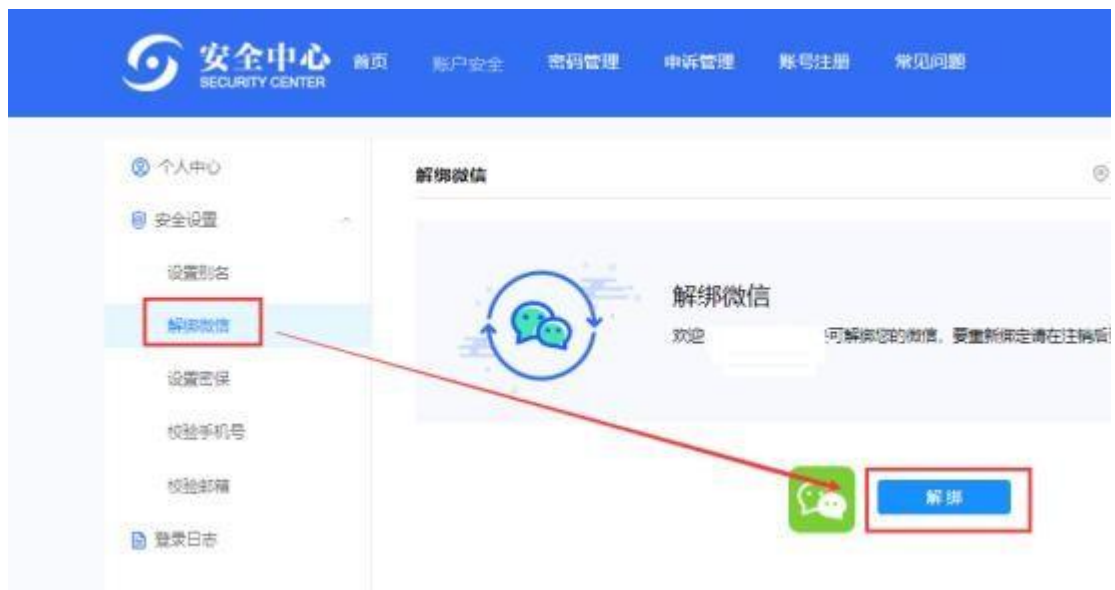 安全中心
SECURITY CENTER
首页 账户安全 密码管理 申诉管理 账号注册 常见问题
个人中心
安全设置
设置别名
解绑微信
设置密保
校验手机号
校验邮箱
登录日志
解绑微信
解绑微信
欢迎 可解绑您的微信，要重新绑定请在注销后
解绑